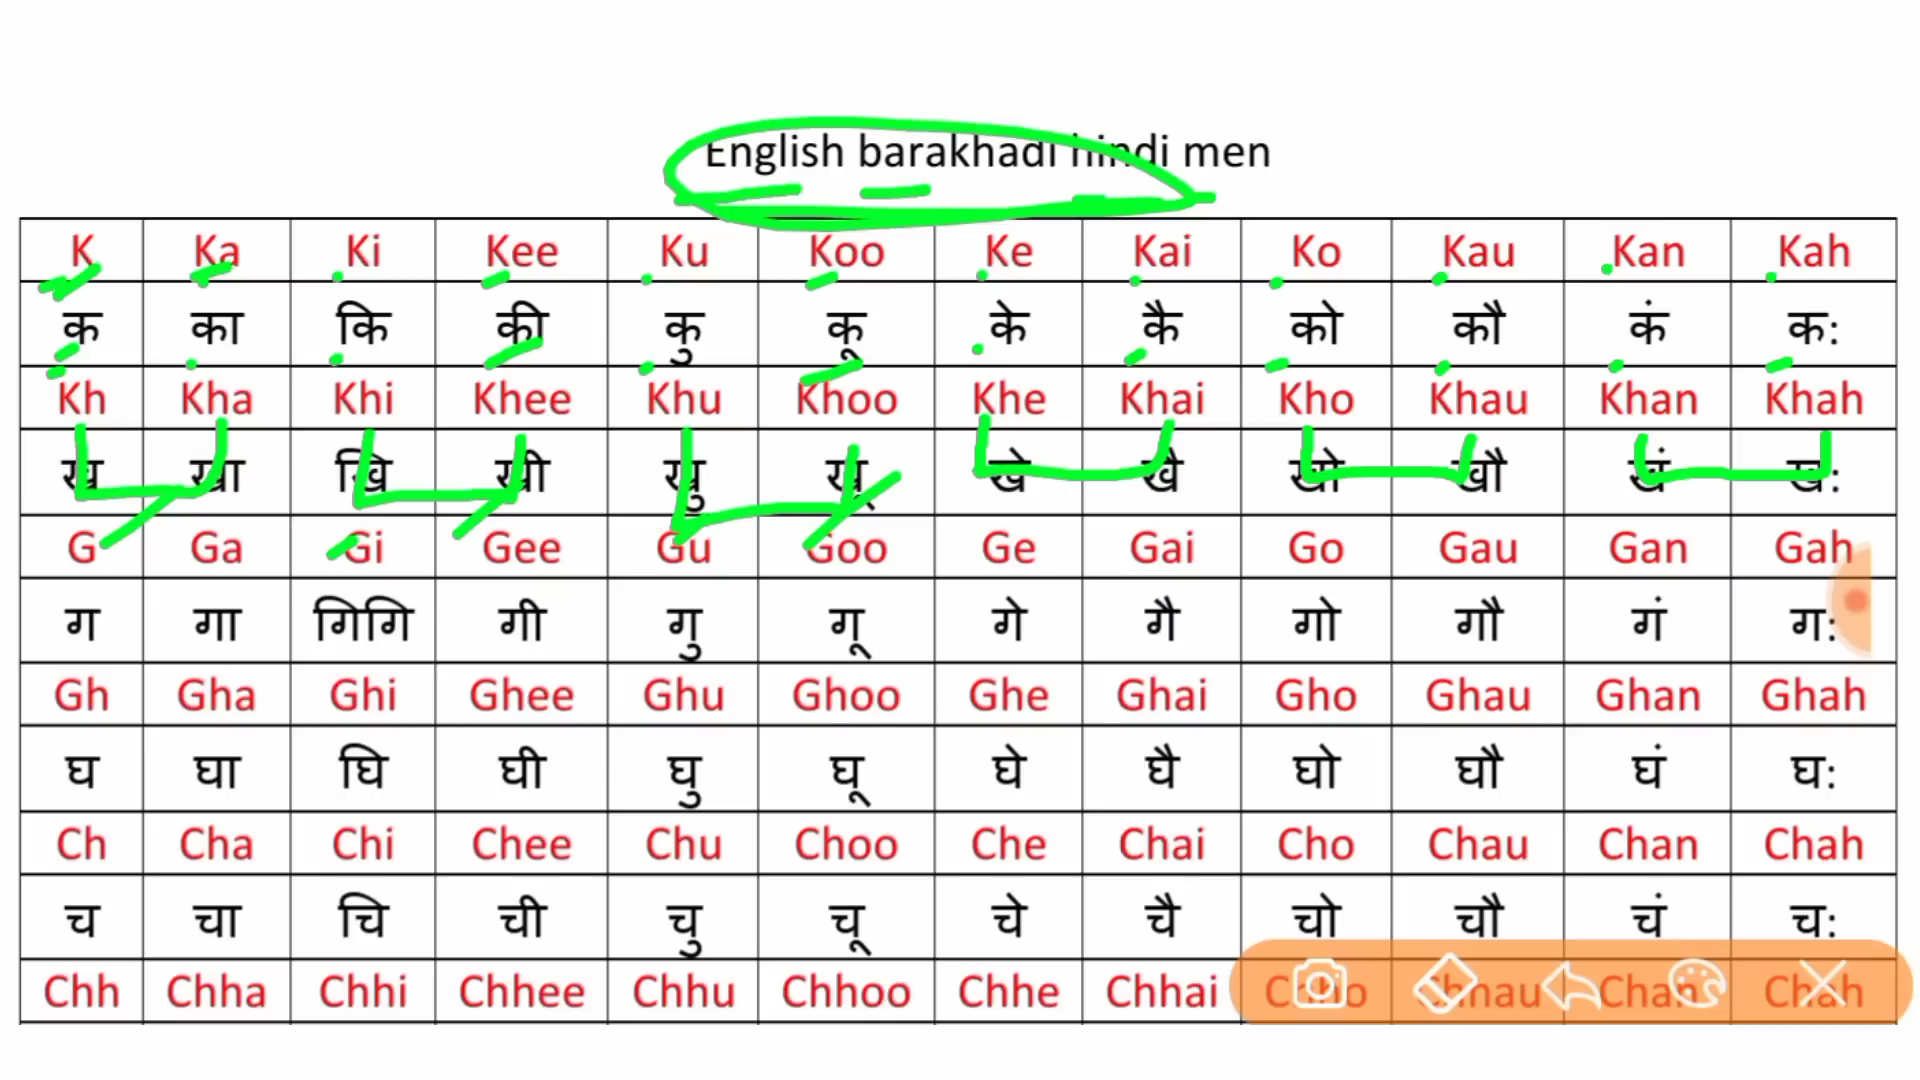 English barakhadi hindi men
K Ka Ki Kee Ku Koo Ke Kai Ko Kau Kan Kah
क का कि की कु कू के कै को कौ कं क:
Kh Kha Khi Khee Khu Khoo Khe Khai Kho Khau Khan Khah
ख खा खि खी खु खू खे खै खो खौ खं ख:
G Ga Gi Gee Gu Goo Ge Gai Go Gau Gan Gah
ग गा गिगि गी गु गू गे गै गो गौ गं ग:
Gh Gha Ghi Ghee Ghu Ghoo Ghe Ghai Gho Ghau Ghan Ghah
घ घा घि घी घु घू घे घै घो घौ घं घ:
Ch Cha Chi Chee Chu Choo Che Chai Cho Chau Chan Chah
च चा चि ची चु चू चे चै चो चौ चं च:
Chh Chha Chhi Chhee Chhu Chhoo Chhe Chhai